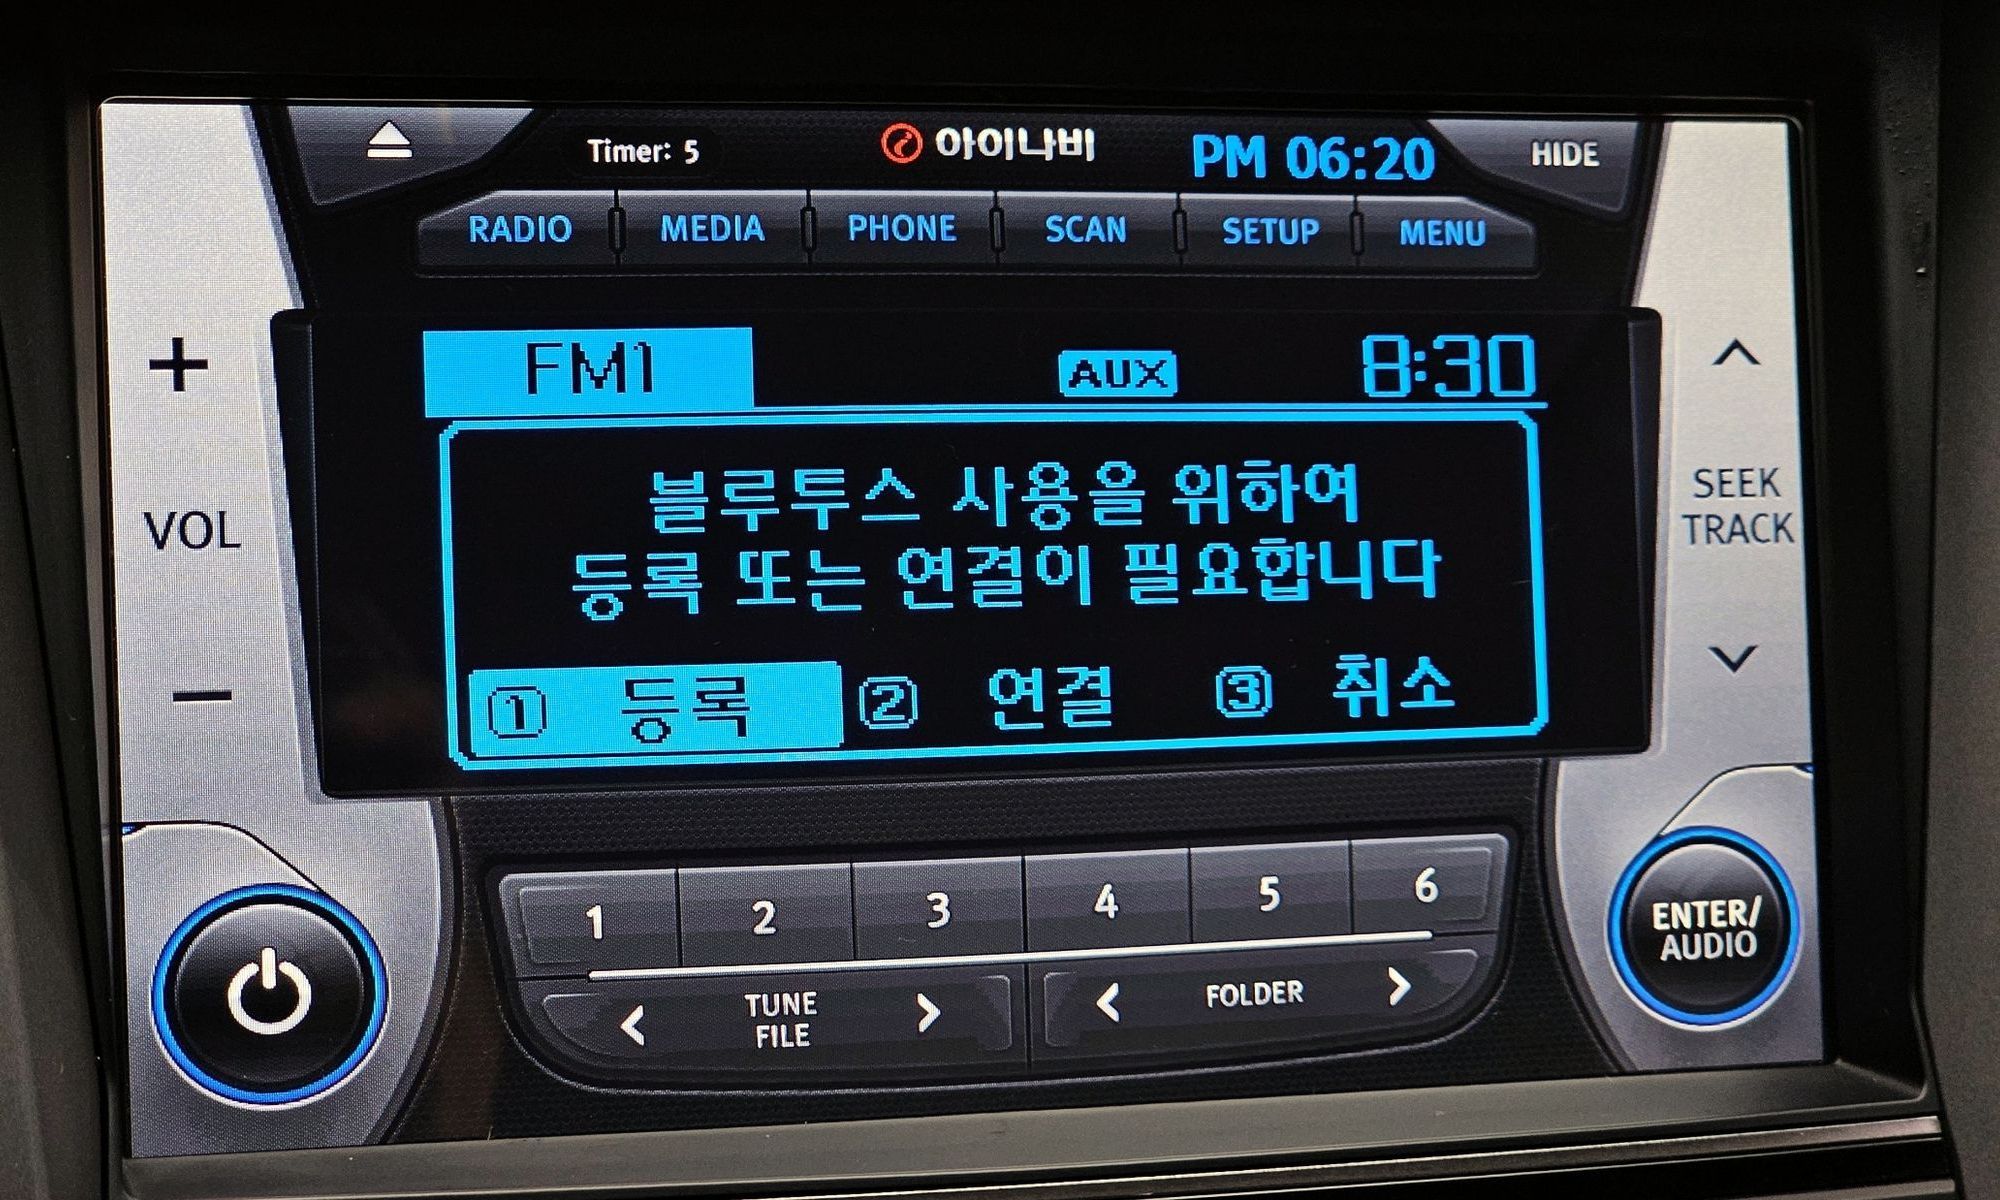 Timer: 5
아이나비
PM 06:20
HIDE
RADIO
MEDIA
PHONE
SCAN
SETUP
MENU
FM1
AUX
8:30
+
VOL
−
SEEK
TRACK
블루투스 사용을 위하여
등록 또는 연결이 필요합니다
① 등록
② 연결
③ 취소
1
2
3
4
5
6
TUNE
FILE
FOLDER
ENTER/
AUDIO